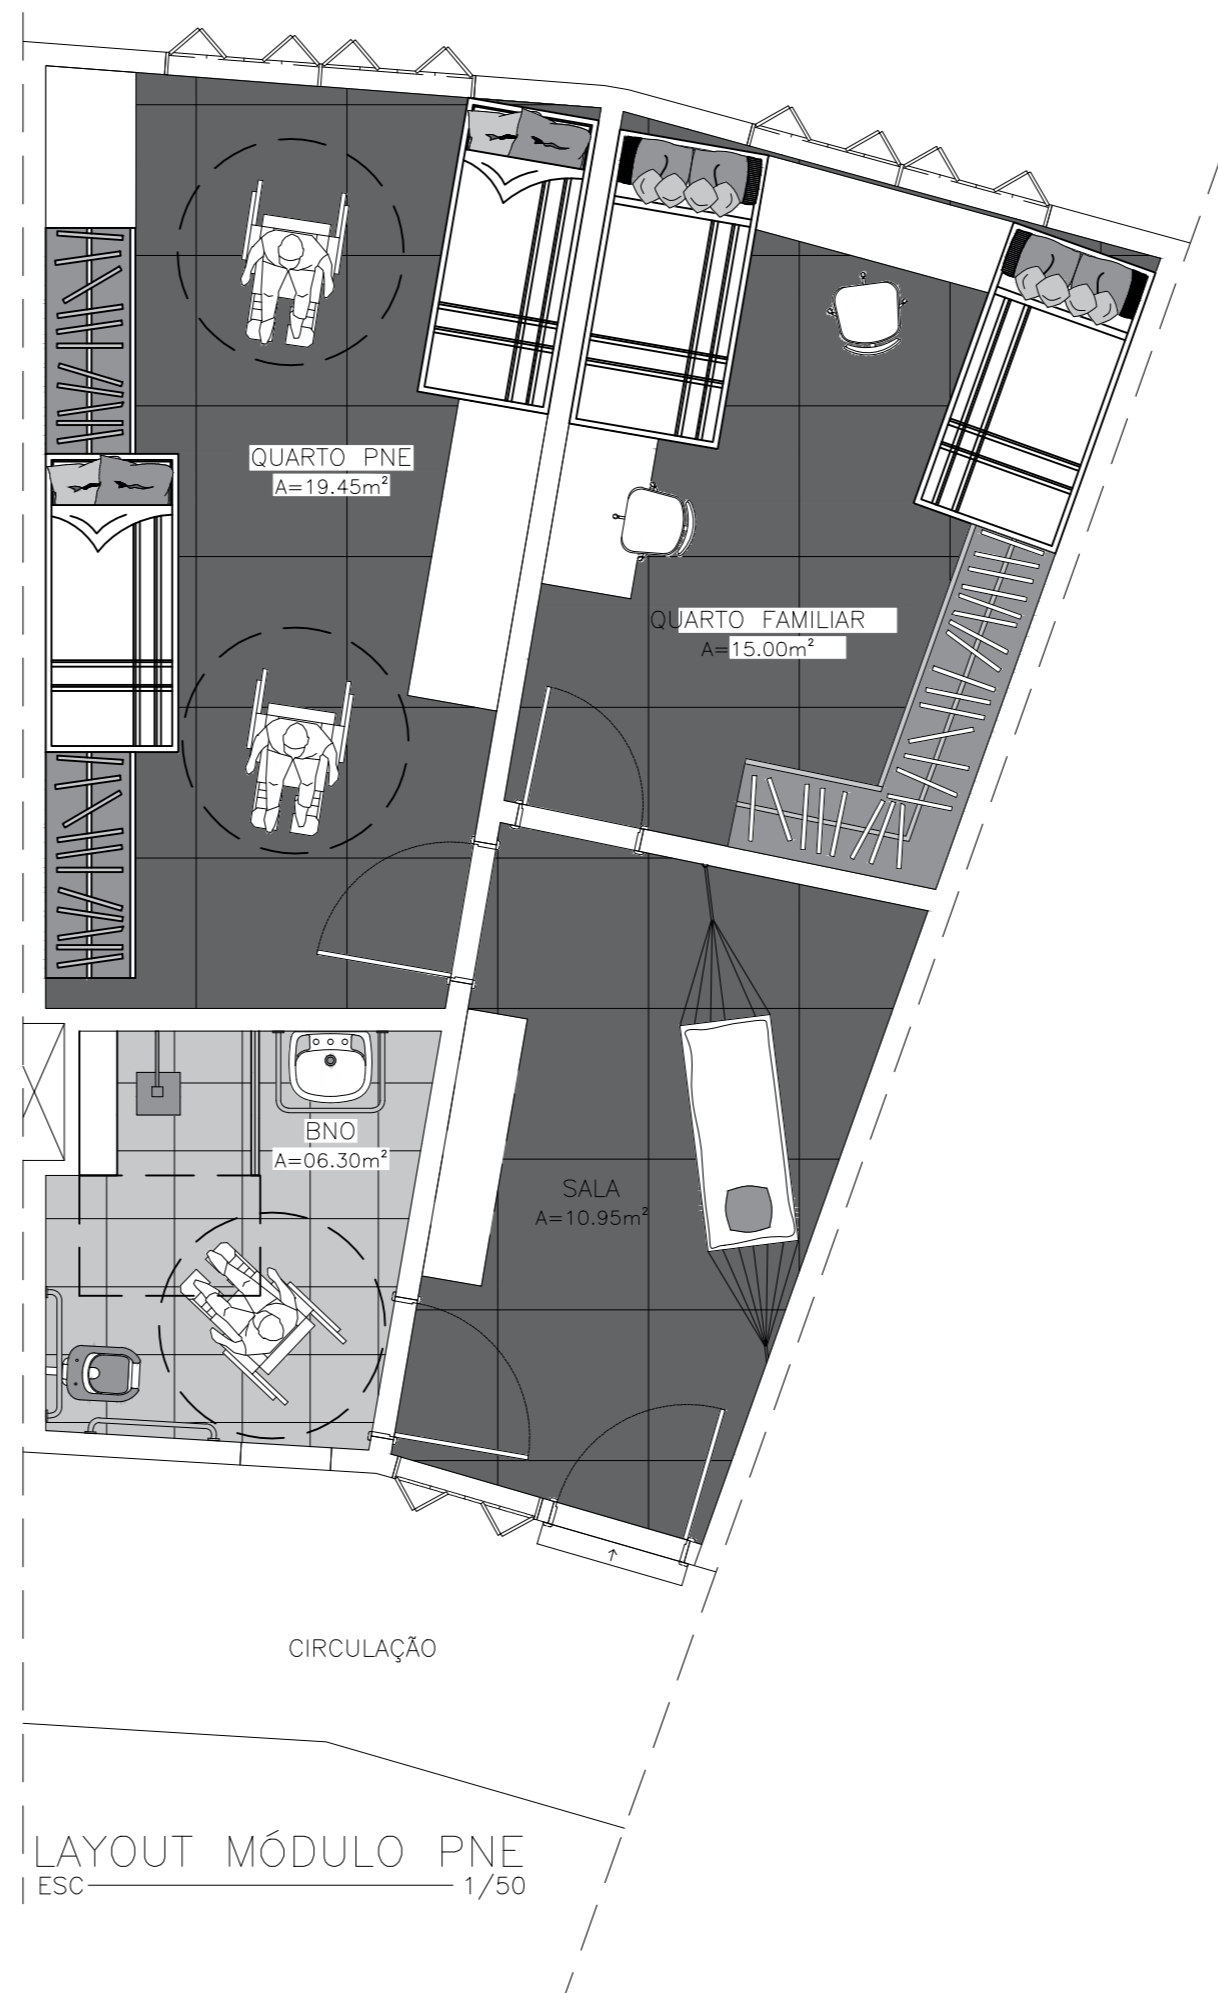 QUARTO PNE
A=19.45m²
QUARTO FAMILIAR
A=15.00m²
BNO
A=06.30m²
SALA
A=10.95m²
CIRCULAÇÃO
LAYOUT MÓDULO PNE
ESC 1/50